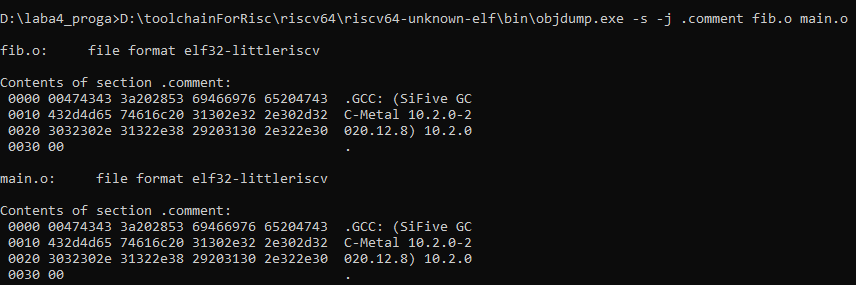 D:\laba4_proga>D:\toolchainForRisc\riscv64\riscv64-unknown-elf\bin\objdump.exe -s -j .comment fib.o main.o
fib.o:     file format elf32-littleriscv
Contents of section .comment:
 0000 00474343 3a202853 69466976 65204743  .GCC: (SiFive GC
 0010 432d4d65 74616c20 31302e32 2e302d32  C-Metal 10.2.0-2
 0020 3032302e 31322e38 29203130 2e322e30  020.12.8) 10.2.0
 0030 00                                   .
main.o:     file format elf32-littleriscv
Contents of section .comment:
 0000 00474343 3a202853 69466976 65204743  .GCC: (SiFive GC
 0010 432d4d65 74616c20 31302e32 2e302d32  C-Metal 10.2.0-2
 0020 3032302e 31322e38 29203130 2e322e30  020.12.8) 10.2.0
 0030 00                                   .